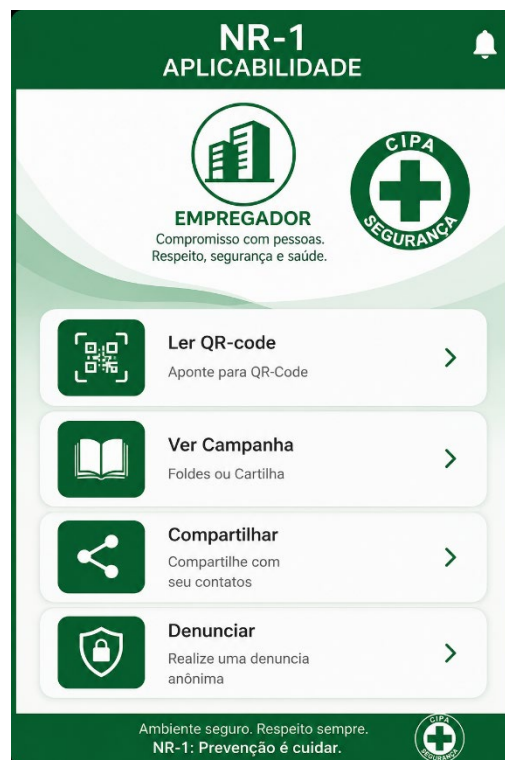 NR-1
APLICABILIDADE
CIPA
SEGURANÇA
EMPREGADOR
Compromisso com pessoas.
Respeito, segurança e saúde.
Ler QR-code
Aponte para QR-Code
Ver Campanha
Foldes ou Cartilha
Compartilhar
Compartilhe com
seu contatos
Denunciar
Realize uma denuncia
anônima
Ambiente seguro. Respeito sempre.
NR-1: Prevenção é cuidar.
CIPA
SEGURANÇA